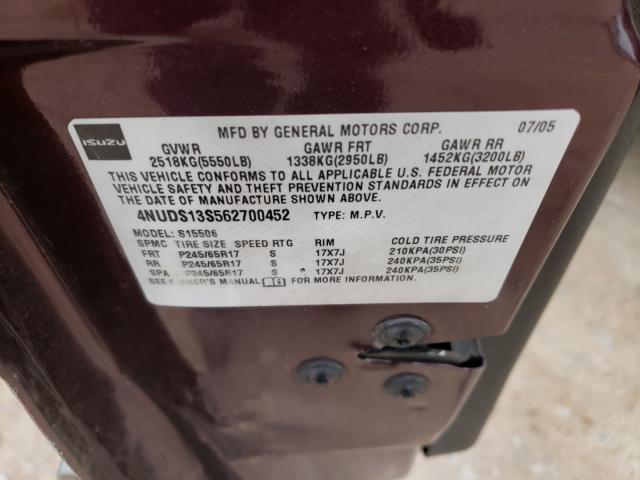 ISUZU
MFD BY GENERAL MOTORS CORP. 07/05
GVWR GAWR FRT GAWR RR
2518KG(5550LB) 1338KG(2950LB) 1452KG(3200LB)
THIS VEHICLE CONFORMS TO ALL APPLICABLE U.S. FEDERAL MOTOR
VEHICLE SAFETY AND THEFT PREVENTION STANDARDS IN EFFECT ON
THE DATE OF MANUFACTURE SHOWN ABOVE.
4NUDS13S562700452 TYPE: M.P.V.
MODEL: S15506
SPMC TIRE SIZE SPEED RTG RIM COLD TIRE PRESSURE
FRT P245/65R17 S 17X7J 210KPA(30PSI)
RR P245/65R17 S 17X7J 240KPA(35PSI)
SPA P245/65R17 S 17X7J 240KPA(35PSI)
SEE OWNER'S MANUAL FOR MORE INFORMATION.